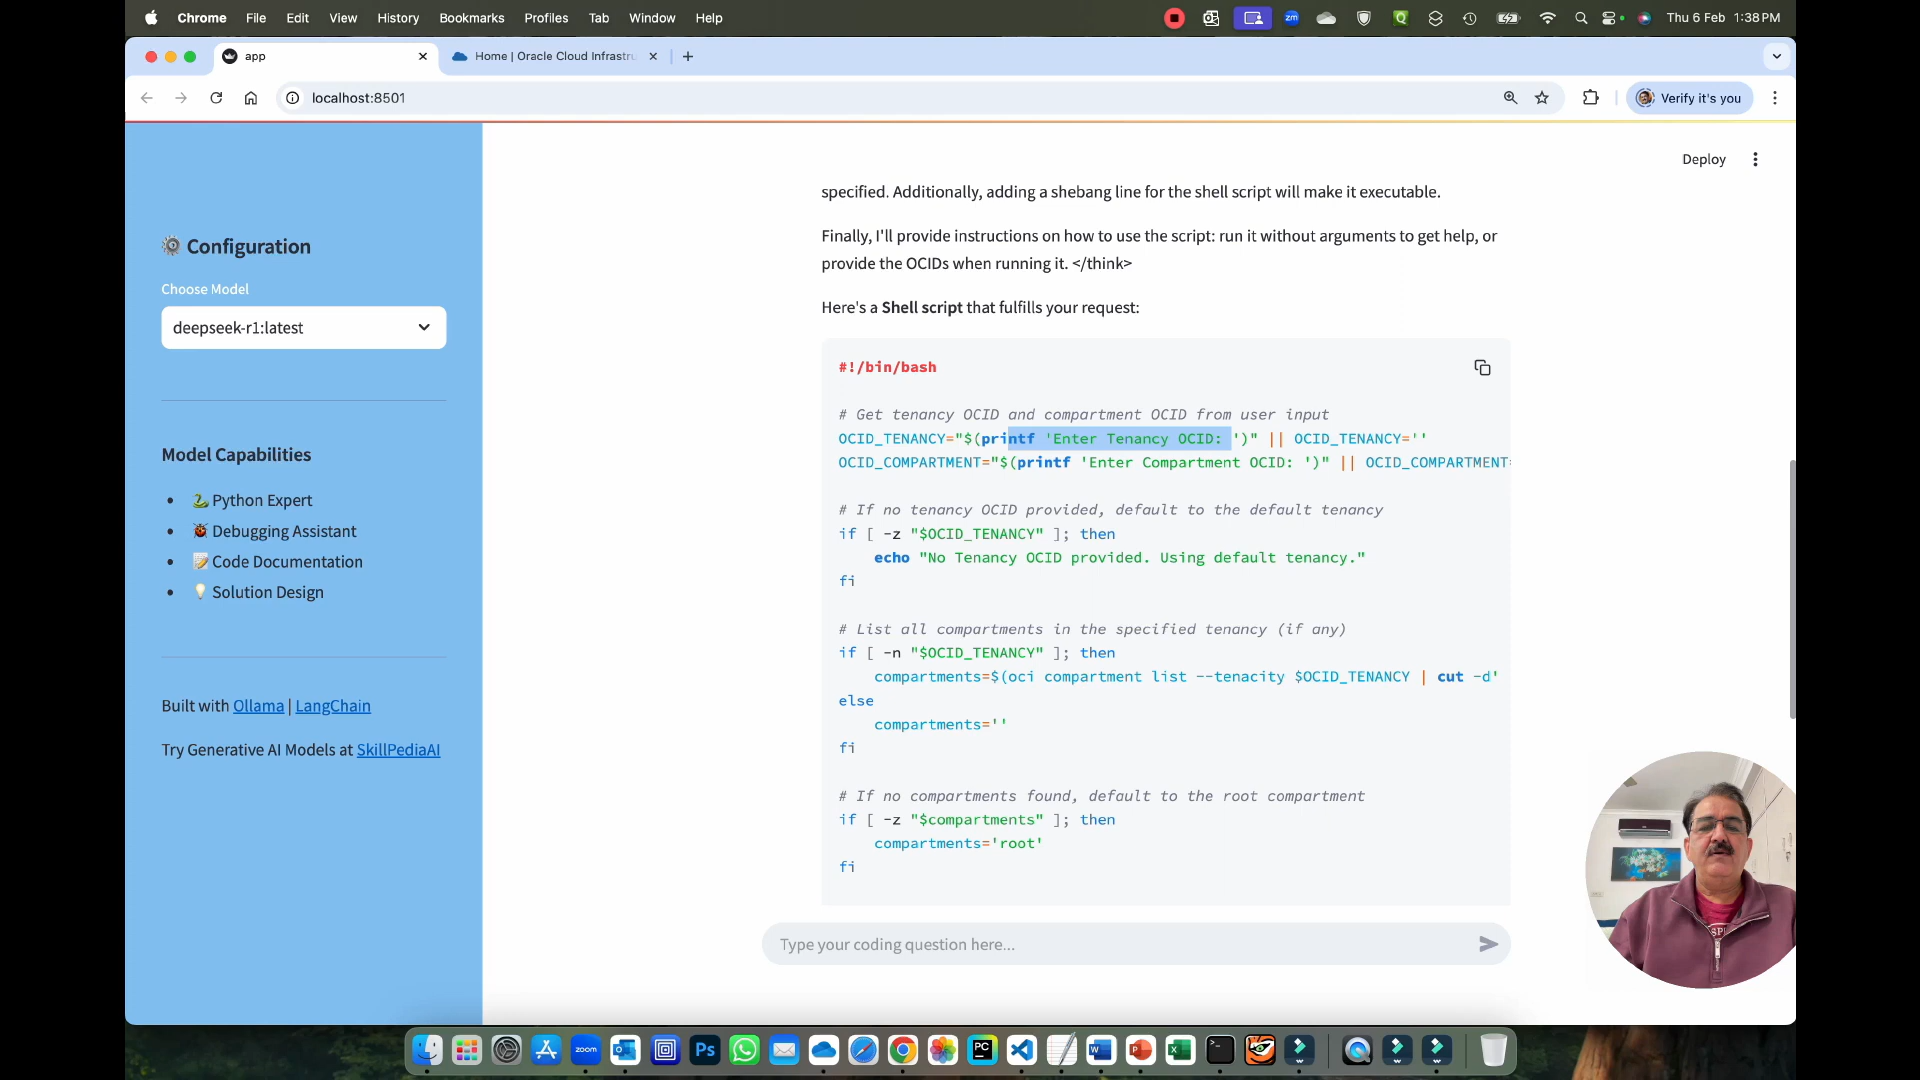 Chrome File Edit View History Bookmarks Profiles Tab Window Help
zm
Q
Thu 6 Feb 1:38 PM
app
Home | Oracle Cloud Infrastru
localhost:8501
Verify it's you
Deploy
Configuration
Choose Model
deepseek-r1:latest
Model Capabilities
Python Expert
Debugging Assistant
Code Documentation
Solution Design
Built with Ollama | LangChain
Try Generative AI Models at SkillPediaAI
specified. Additionally, adding a shebang line for the shell script will make it executable.
Finally, I'll provide instructions on how to use the script: run it without arguments to get help, or
provide the OCIDs when running it. </think>
Here's a Shell script that fulfills your request:
#!/bin/bash
# Get tenancy OCID and compartment OCID from user input
OCID_TENANCY="$(printf 'Enter Tenancy OCID: ')" || OCID_TENANCY=''
OCID_COMPARTMENT="$(printf 'Enter Compartment OCID: ')" || OCID_COMPARTMENT=
# If no tenancy OCID provided, default to the default tenancy
if [ -z "$OCID_TENANCY" ]; then
echo "No Tenancy OCID provided. Using default tenancy."
fi
# List all compartments in the specified tenancy (if any)
if [ -n "$OCID_TENANCY" ]; then
compartments=$(oci compartment list --tenacity $OCID_TENANCY | cut -d'
else
compartments=''
fi
# If no compartments found, default to the root compartment
if [ -z "$compartments" ]; then
compartments='root'
fi
Type your coding question here...
zoom
Ps
PC